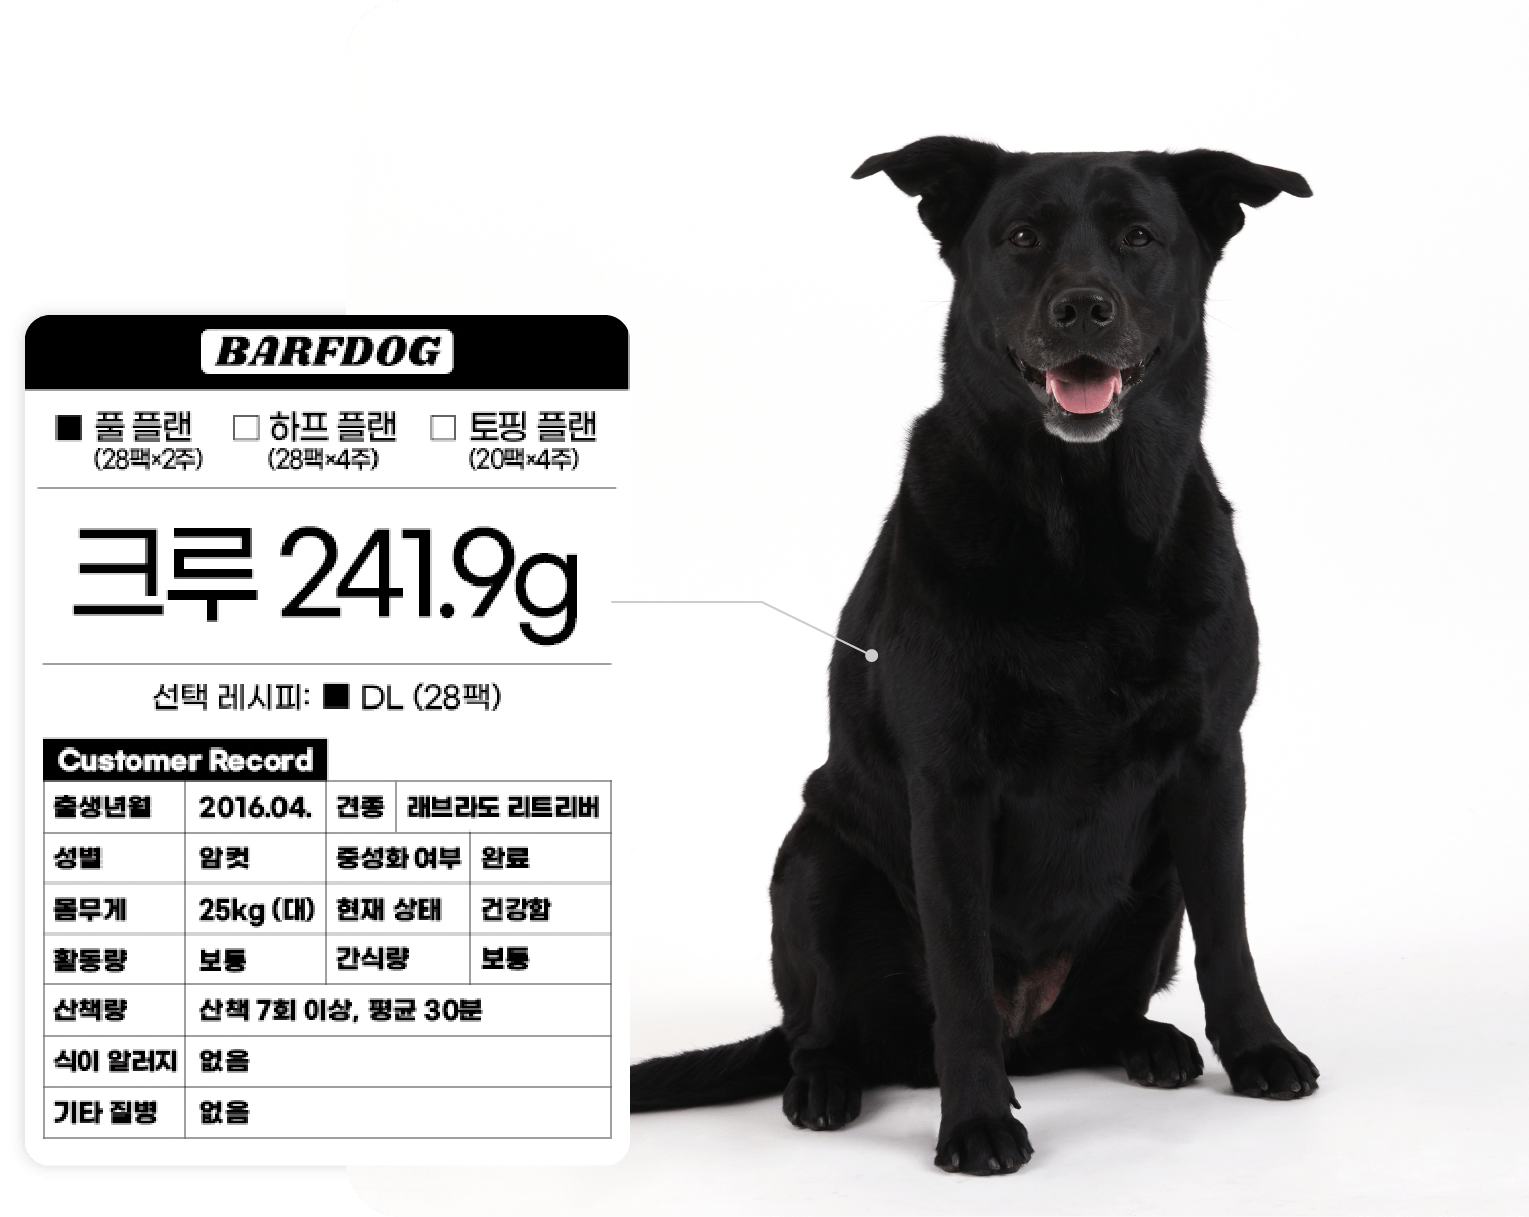 BARFDOG
■ 풀 플랜 □ 하프 플랜 □ 토핑 플랜
(28팩×2주) (28팩×4주) (20팩×4주)
크루 241.9g
선택 레시피: ■ DL (28팩)
Customer Record
출생년월 2016.04. 견종 래브라도 리트리버
성별 암컷 중성화 여부 완료
몸무게 25kg (대) 현재 상태 건강함
활동량 보통 간식량 보통
산책량 산책 7회 이상, 평균 30분
식이 알러지 없음
기타 질병 없음